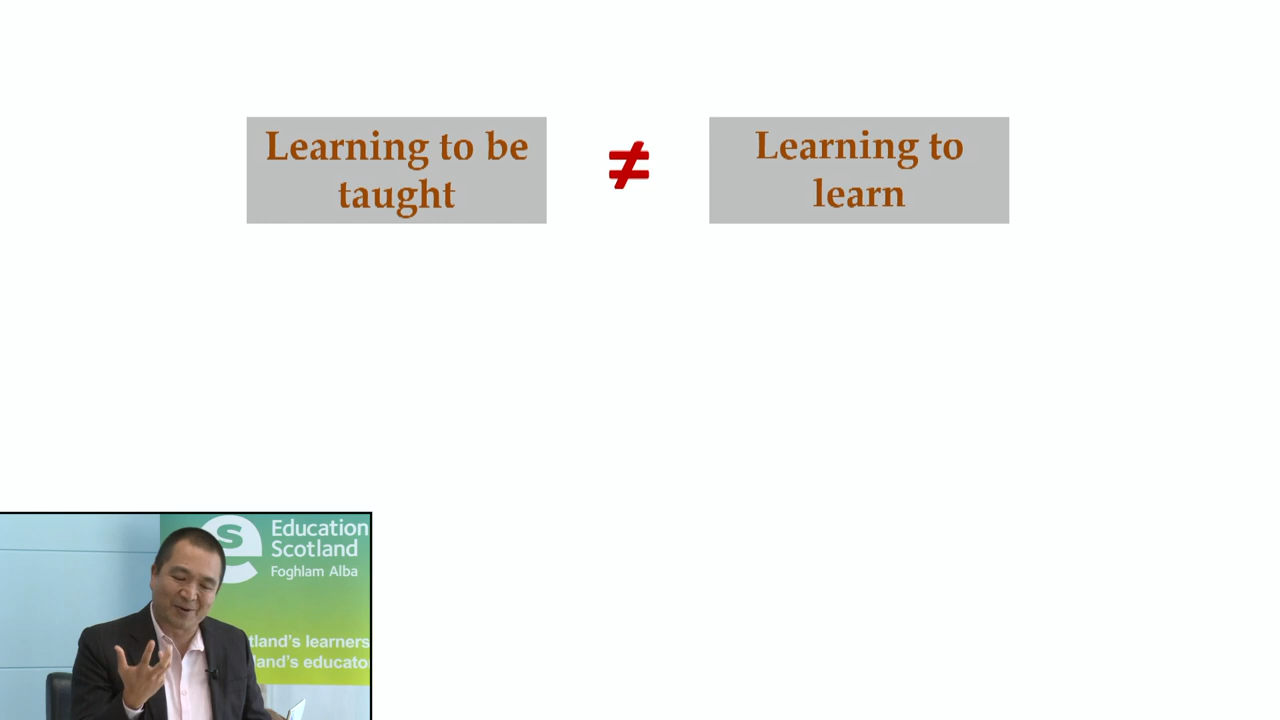 Learning to be
taught
≠
Learning to
learn
s
Education
Scotland
Foghlam Alba
tland's learners
land's educato